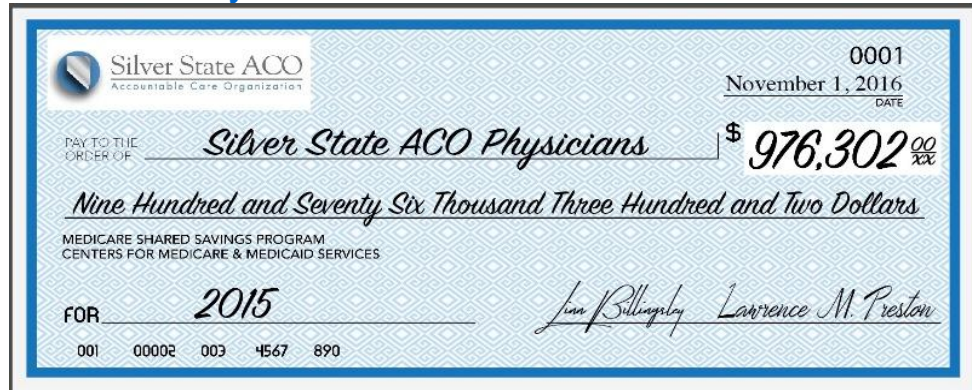 Silver State ACO
Accountable Care Organization
0001
November 1, 2016
DATE
PAY TO THE
ORDER OF
Silver State ACO Physicians
$ 976,302 00
XX
Nine Hundred and Seventy Six Thousand Three Hundred and Two Dollars
MEDICARE SHARED SAVINGS PROGRAM
CENTERS FOR MEDICARE & MEDICAID SERVICES
FOR 2015
Linn Billingsley Lawrence M. Preston
001 00002 003 4567 890